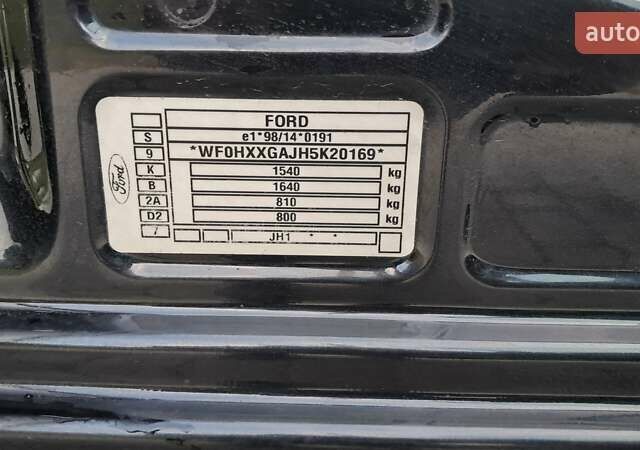 auto
FORD
S e1*98/14*0191
9 *WF0HXXGAJH5K20169*
K 1540 kg
B 1640 kg
2A 810 kg
D2 800 kg
/ JH1 * *
Ford